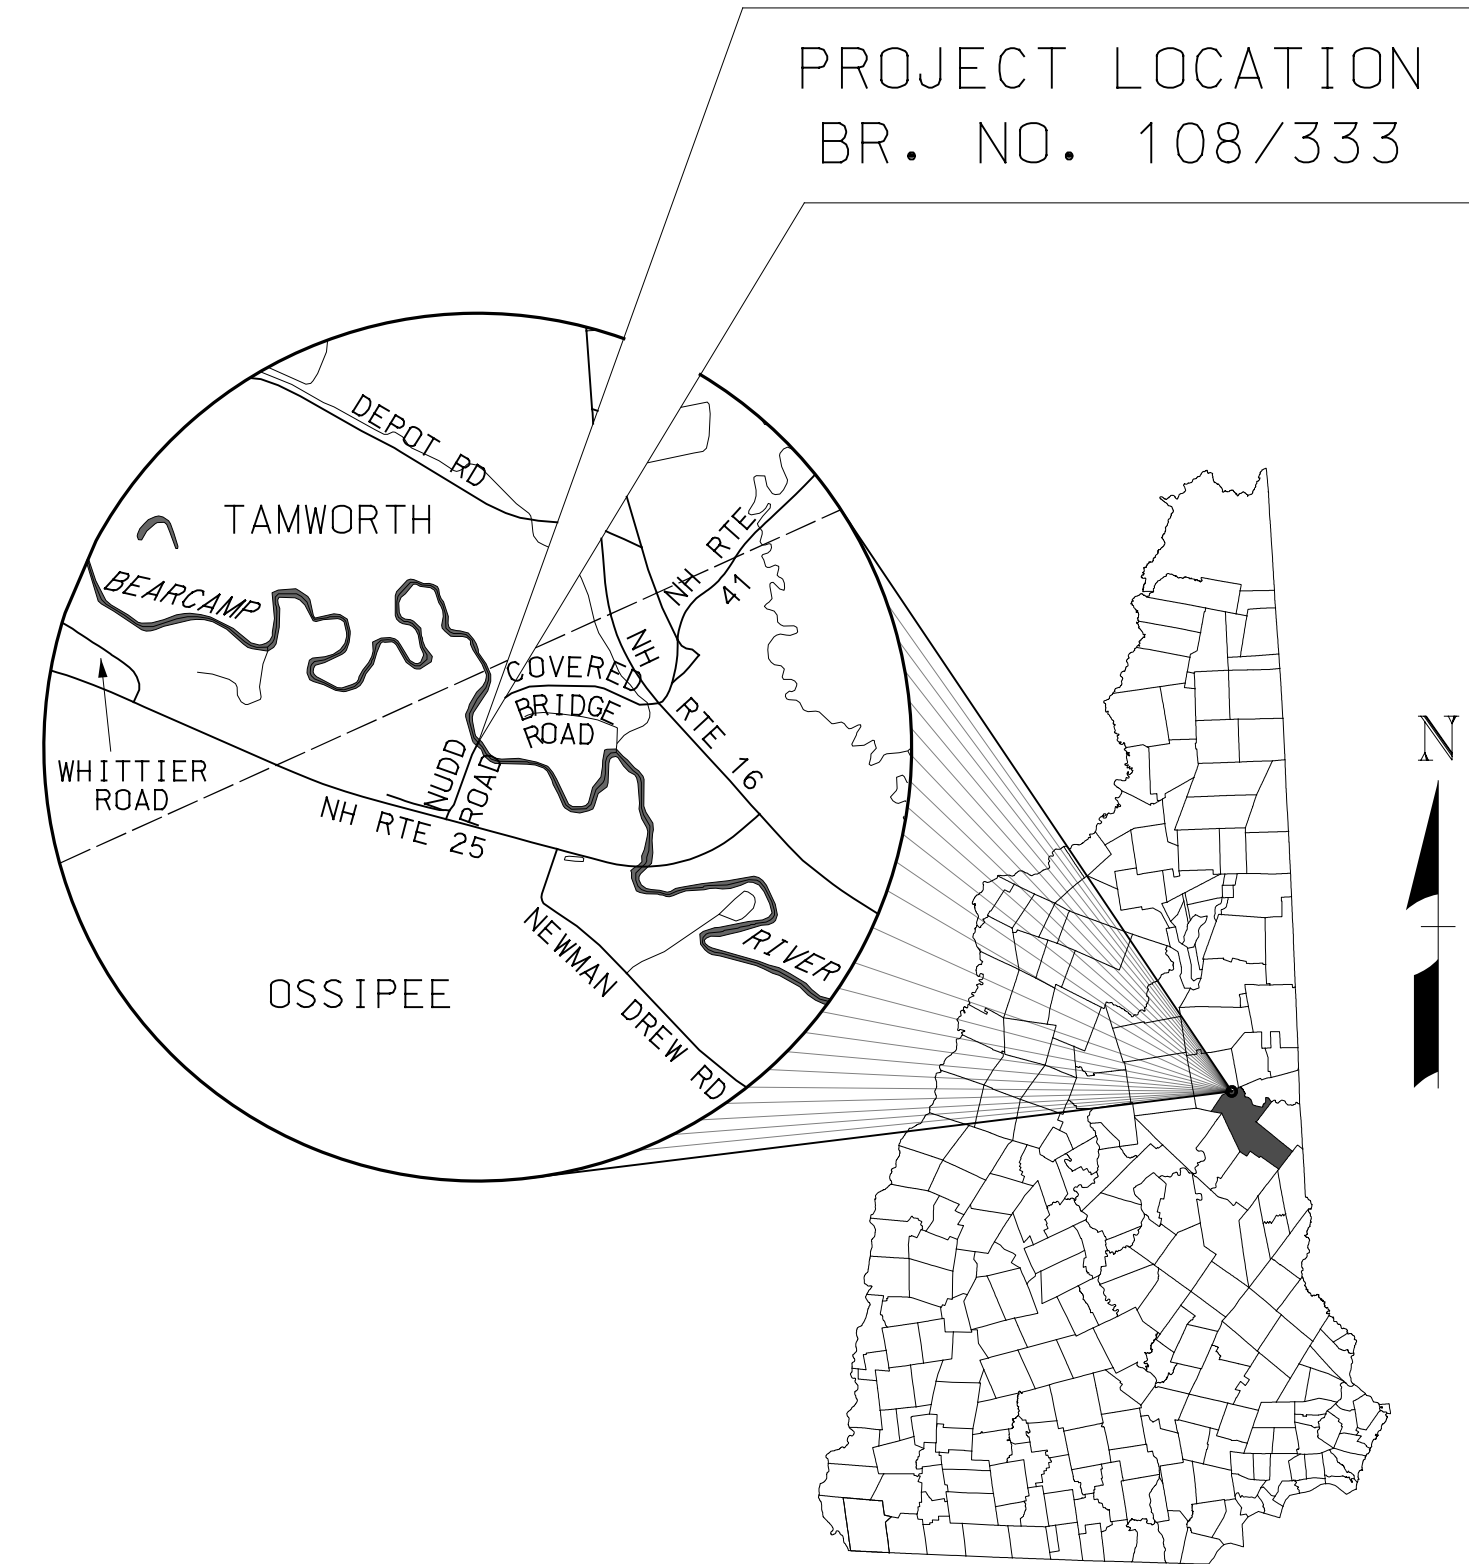 PROJECT LOCATION
BR. NO. 108/333
DEPOT RD
TAMWORTH
NH RTE
41
BEARCAMP
NH RTE 16
COVERED
BRIDGE
ROAD
WHITTIER
ROAD
NUDD
ROAD
NH RTE 25
N
NEWMAN DREW RD
RIVER
OSSIPEE